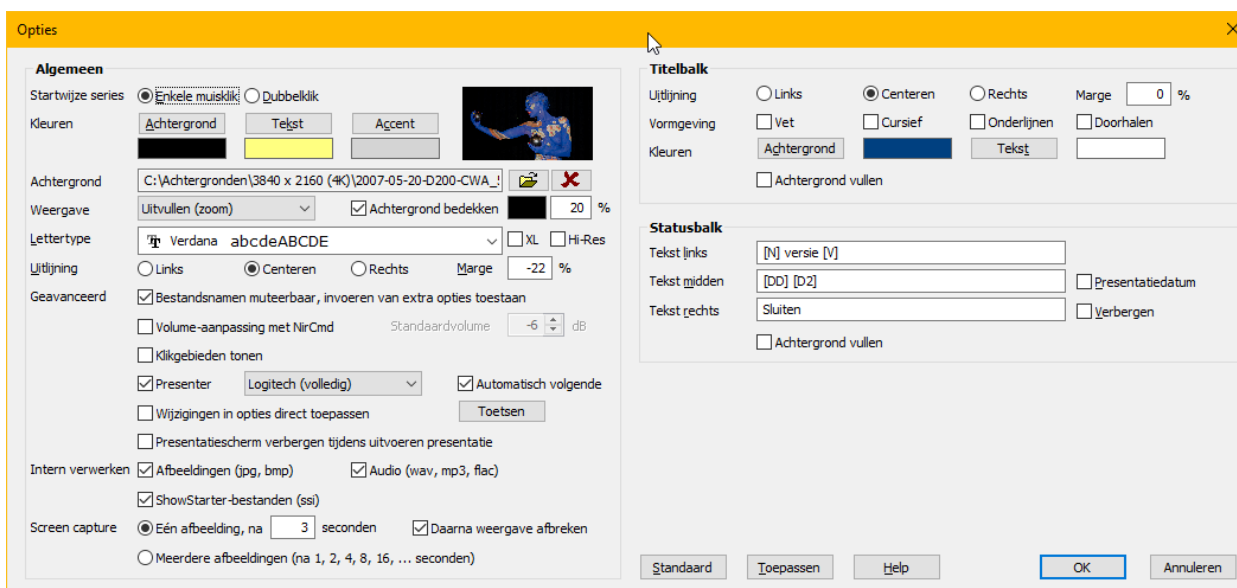 Opties
Algemeen
Startwijze series Enkele muisklik Dubbelklik
Kleuren Achtergrond Tekst Accent
Achtergrond C:\Achtergronden\3840 x 2160 (4K)\2007-05-20-D200-CWA_
Weergave Uitvullen (zoom) Achtergrond bedekken 20 %
Lettertype Verdana abcdeABCDE XL Hi-Res
Uitlijning Links Centeren Rechts Marge -22 %
Geavanceerd Bestandsnamen muteerbaar, invoeren van extra opties toestaan
Volume-aanpassing met NirCmd Standaardvolume -6 dB
Klikgebieden tonen
Presenter Logitech (volledig) Automatisch volgende
Wijzigingen in opties direct toepassen Toetsen
Presentatiescherm verbergen tijdens uitvoeren presentatie
Intern verwerken Afbeeldingen (jpg, bmp) Audio (wav, mp3, flac)
ShowStarter-bestanden (ssi)
Screen capture Eén afbeelding, na 3 seconden Daarna weergave afbreken
Meerdere afbeeldingen (na 1, 2, 4, 8, 16, ... seconden)
Titelbalk
Uitlijning Links Centeren Rechts Marge 0 %
Vormgeving Vet Cursief Onderlijnen Doorhalen
Kleuren Achtergrond Tekst
Achtergrond vullen
Statusbalk
Tekst links [N] versie [V]
Tekst midden [DD] [D2] Presentatiedatum
Tekst rechts Sluiten Verbergen
Achtergrond vullen
Standaard Toepassen Help OK Annuleren